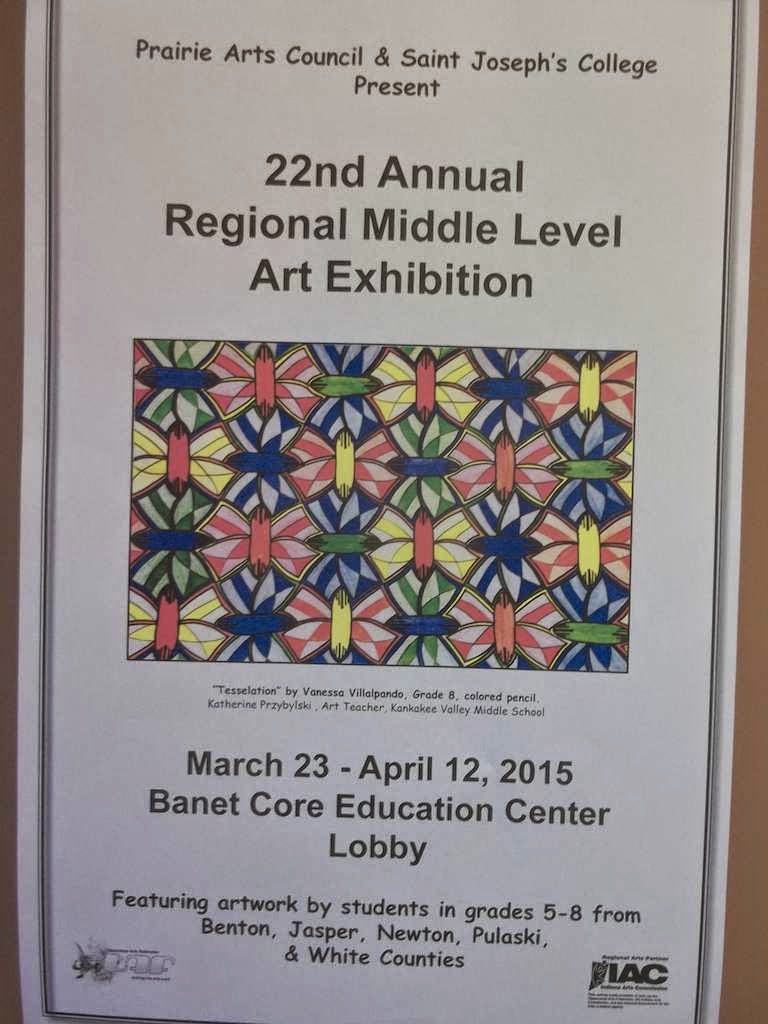 Prairie Arts Council & Saint Joseph's College
Present
22nd Annual
Regional Middle Level
Art Exhibition
"Tesselation" by Vanessa Villalpando, Grade 8, colored pencil.
Katherine Przybylski , Art Teacher, Kankakee Valley Middle School
March 23 - April 12, 2015
Banet Core Education Center
Lobby
Featuring artwork by students in grades 5-8 from
Benton, Jasper, Newton, Pulaski,
& White Counties
Regional Arts Partner
IAC
Indiana Arts Commission